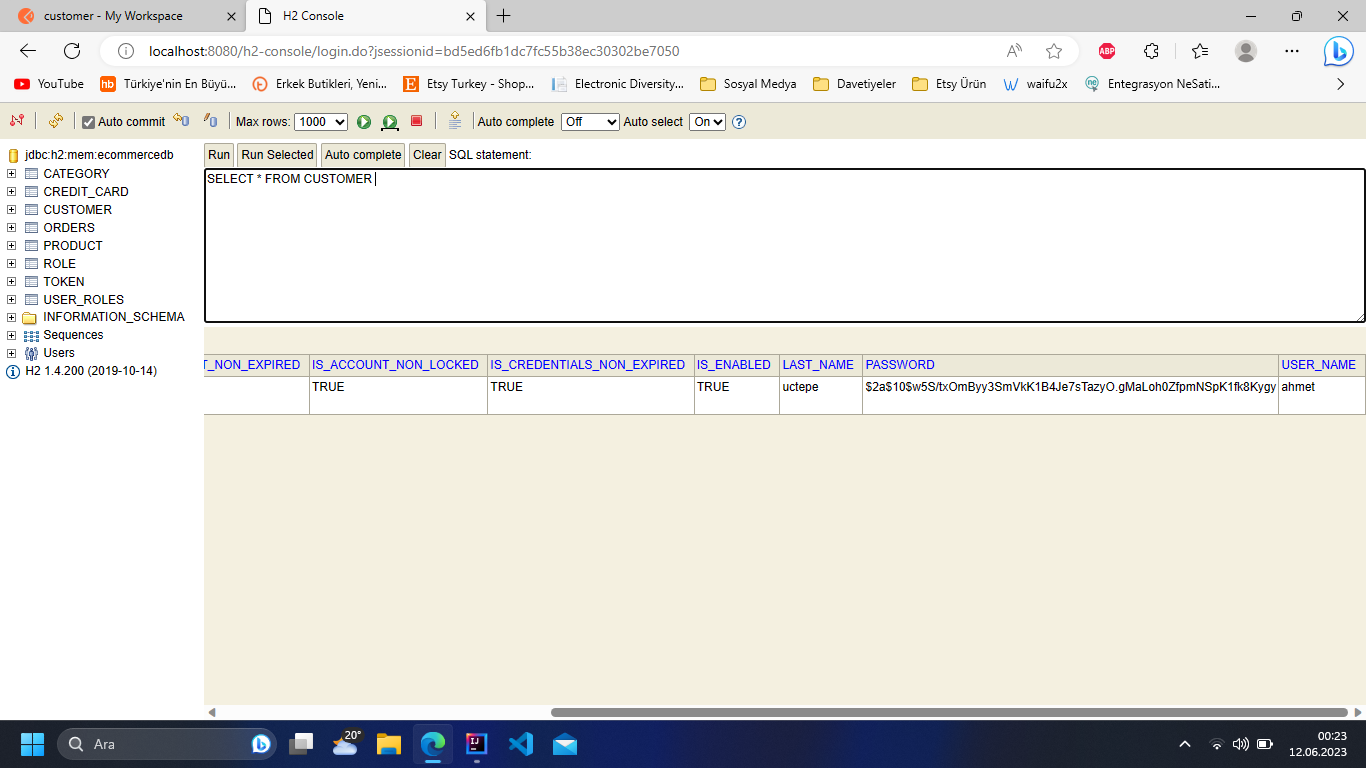 customer - My Workspace
H2 Console
localhost:8080/h2-console/login.do?jsessionid=bd5ed6fb1dc7fc55b38ec30302be7050
ABP
YouTube
hb Türkiye'nin En Büyü...
Erkek Butikleri, Yeni...
E Etsy Turkey - Shop...
Electronic Diversity...
Sosyal Medya
Davetiyeler
Etsy Ürün
waifu2x
ne Entegrasyon NeSati...
Auto commit
Max rows: 1000
Auto complete Off
Auto select On
jdbc:h2:mem:ecommercedb
CATEGORY
CREDIT_CARD
CUSTOMER
ORDERS
PRODUCT
ROLE
TOKEN
USER_ROLES
INFORMATION_SCHEMA
Sequences
Users
H2 1.4.200 (2019-10-14)
Run Run Selected Auto complete Clear SQL statement:
SELECT * FROM CUSTOMER
T_NON_EXPIRED IS_ACCOUNT_NON_LOCKED IS_CREDENTIALS_NON_EXPIRED IS_ENABLED LAST_NAME PASSWORD USER_NAME
TRUE TRUE TRUE uctepe $2a$10$w5S/txOmByy3SmVkK1B4Je7sTazyO.gMaLoh0ZfpmNSpK1fk8Kygy ahmet
Ara
20°
IJ
00:23
12.06.2023